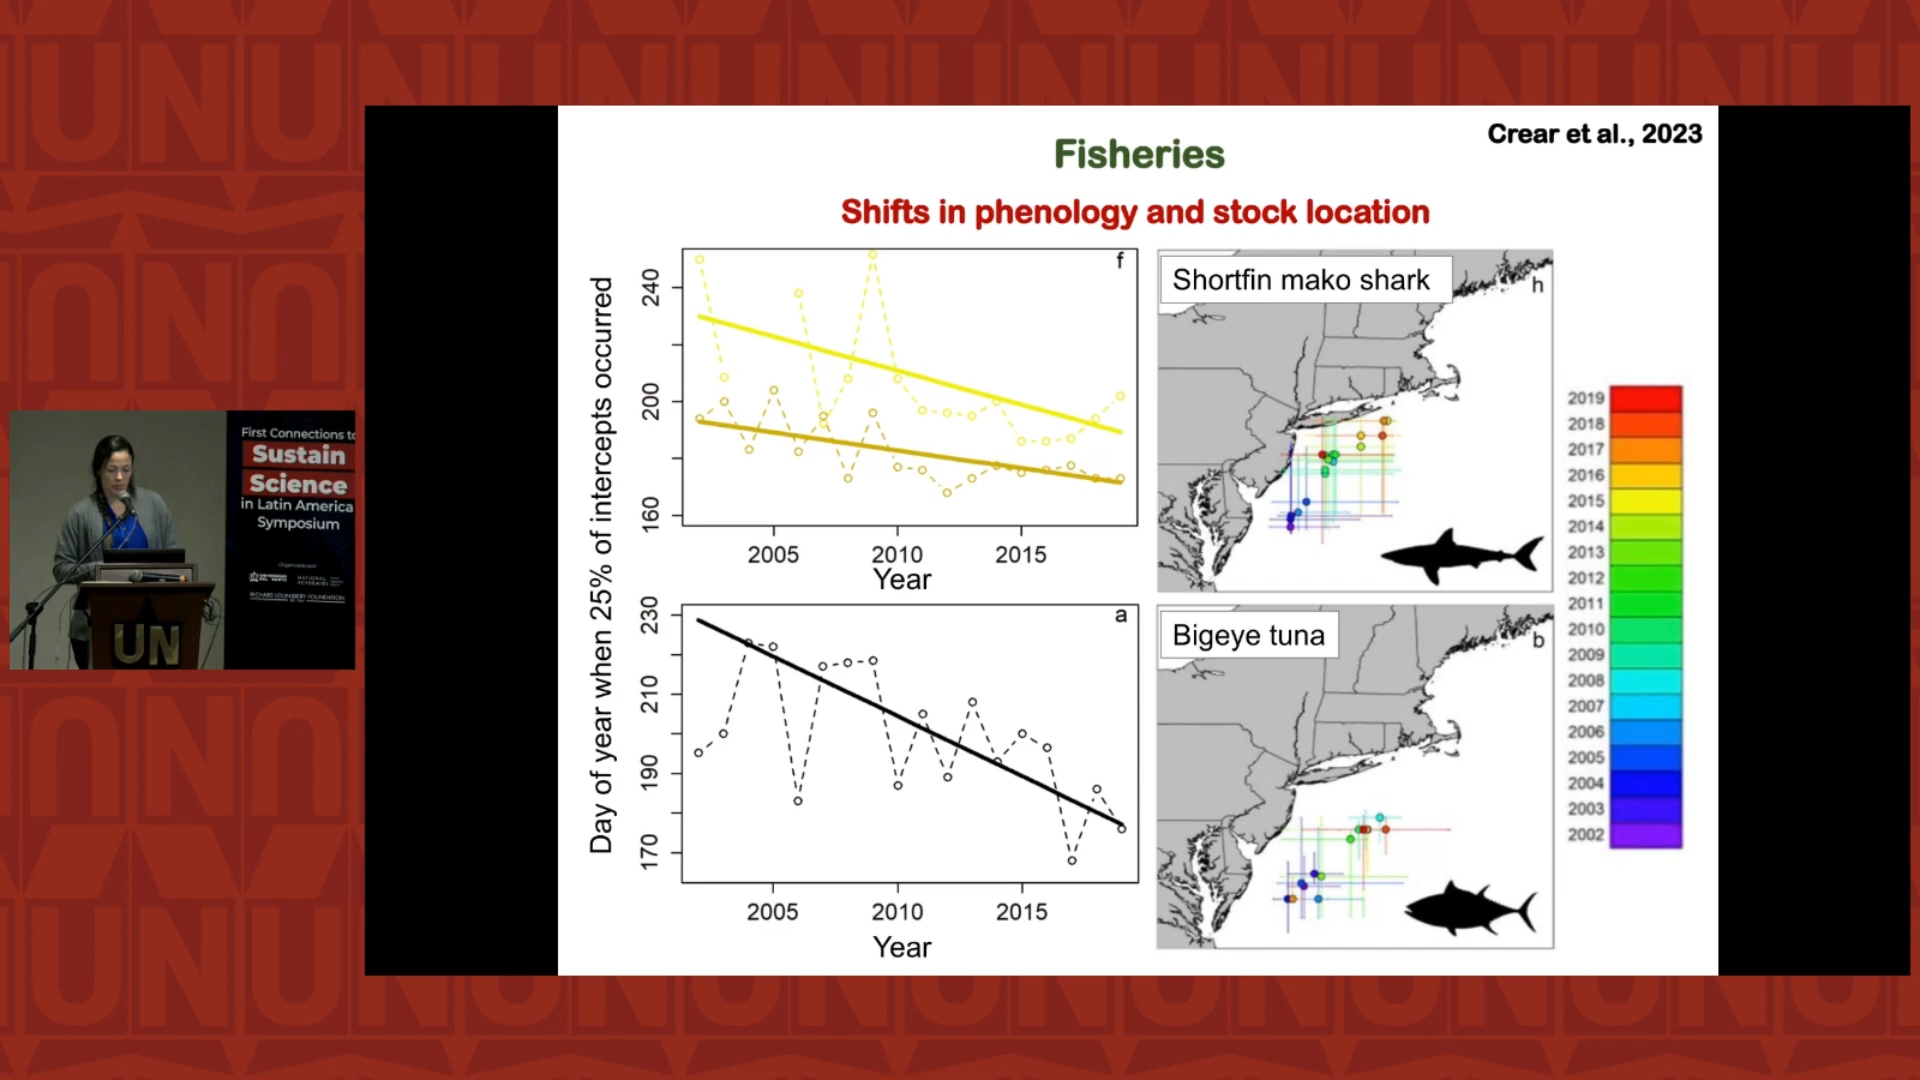 Crear et al., 2023
Fisheries
Shifts in phenology and stock location
Day of year when 25% of intercepts occurred
240
200
160
f
2005
2010
2015
Year
230
210
190
170
a
2005
2010
2015
Year
Shortfin mako shark
h
Bigeye tuna
b
2019
2018
2017
2016
2015
2014
2013
2012
2011
2010
2009
2008
2007
2006
2005
2004
2003
2002
First Connections to
Sustain
Science
in Latin America
Symposium
RICHARD LOUNSBERY FOUNDATION
UN